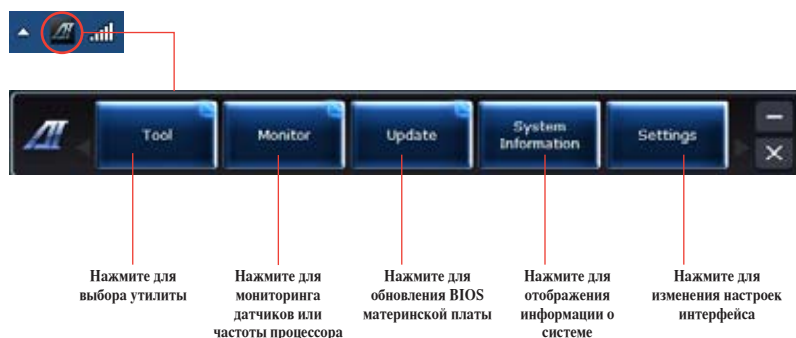 Tool
Monitor
Update
System
Information
Settings
Нажмите для
выбора утилиты
Нажмите для
мониторинга
датчиков или
частоты процессора
Нажмите для
обновления BIOS
материнской платы
Нажмите для
отображения
информации о
системе
Нажмите для
изменения настроек
интерфейса